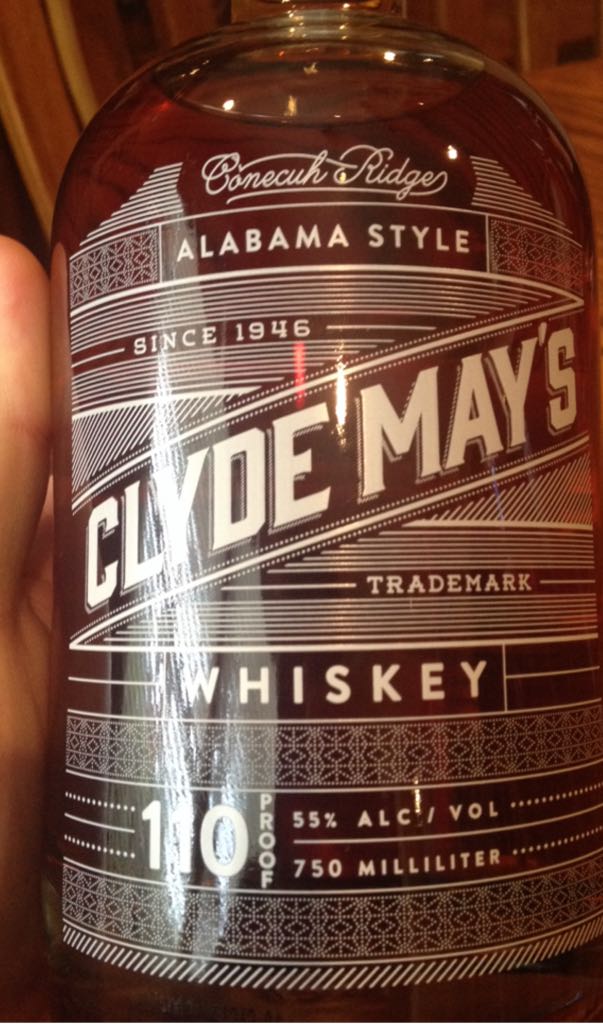 Conecuh Ridge
ALABAMA STYLE
SINCE 1946
CLYDE MAY'S
TRADEMARK
WHISKEY
110 PROOF
55% ALC / VOL
750 MILLILITER